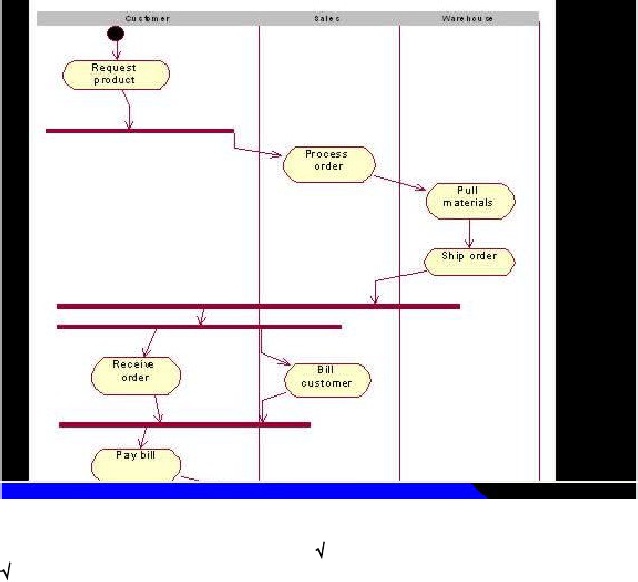 Customer Sales Warehouse
Request
product
Process
order
Pull
materials
Ship order
Receive
order
Bill
customer
Pay bill
√
√